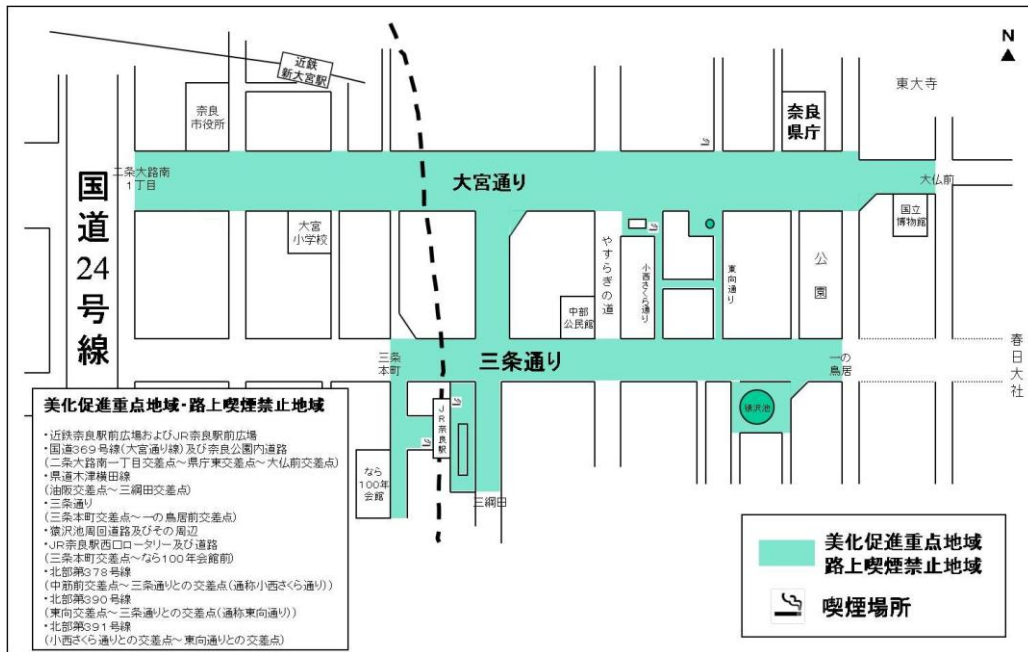 N
近鉄
新大宮駅
東大寺
奈良
市役所
奈良
県庁
二条大路南
1丁目
大宮通り
大仏前
国道24号線
大宮
小学校
国立
博物館
やすらぎの道
小西さくら通り
東向通り
公園
中部
公民館
三条
本町
三条通り
一の
鳥居
春日大社
JR奈良駅
猿沢池
なら
100年
会館
三綱田
美化促進重点地域・路上喫煙禁止地域
・近鉄奈良駅前広場およびJR奈良駅前広場
・国道369号線(大宮通り線)及び奈良公園内道路
(二条大路南一丁目交差点~県庁東交差点~大仏前交差点)
・県道木津横田線
(油阪交差点~三綱田交差点)
・三条通り
(三条本町交差点~一の鳥居前交差点)
・猿沢池周回道路及びその周辺
・JR奈良駅西口ロータリー及び道路
(三条本町交差点~なら100年会館前)
・北部第378号線
(中筋前交差点~三条通りとの交差点(通称小西さくら通り))
・北部第390号線
(東向交差点~三条通りとの交差点(通称東向通り))
・北部第391号線
(小西さくら通りとの交差点~東向通りとの交差点)
美化促進重点地域
路上喫煙禁止地域
喫煙場所